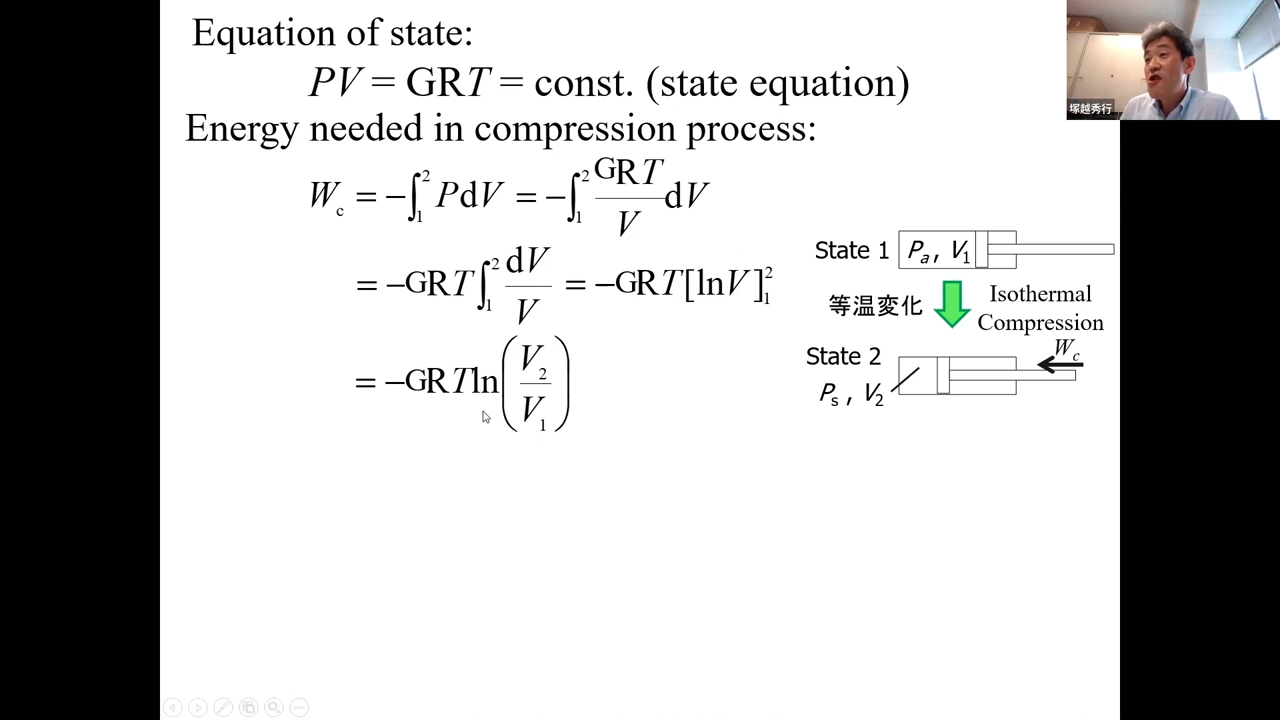 Equation of state:
PV = GRT = const. (state equation)
Energy needed in compression process:
W_c = −∫₁² PdV = −∫₁² GRT/V dV
= −GRT ∫₁² dV/V = −GRT[lnV]₁²
= −GRT ln(V₂/V₁)
State 1 P_a, V₁
等温変化
Isothermal
Compression
W_c
State 2
P_s , V₂
塚越秀行